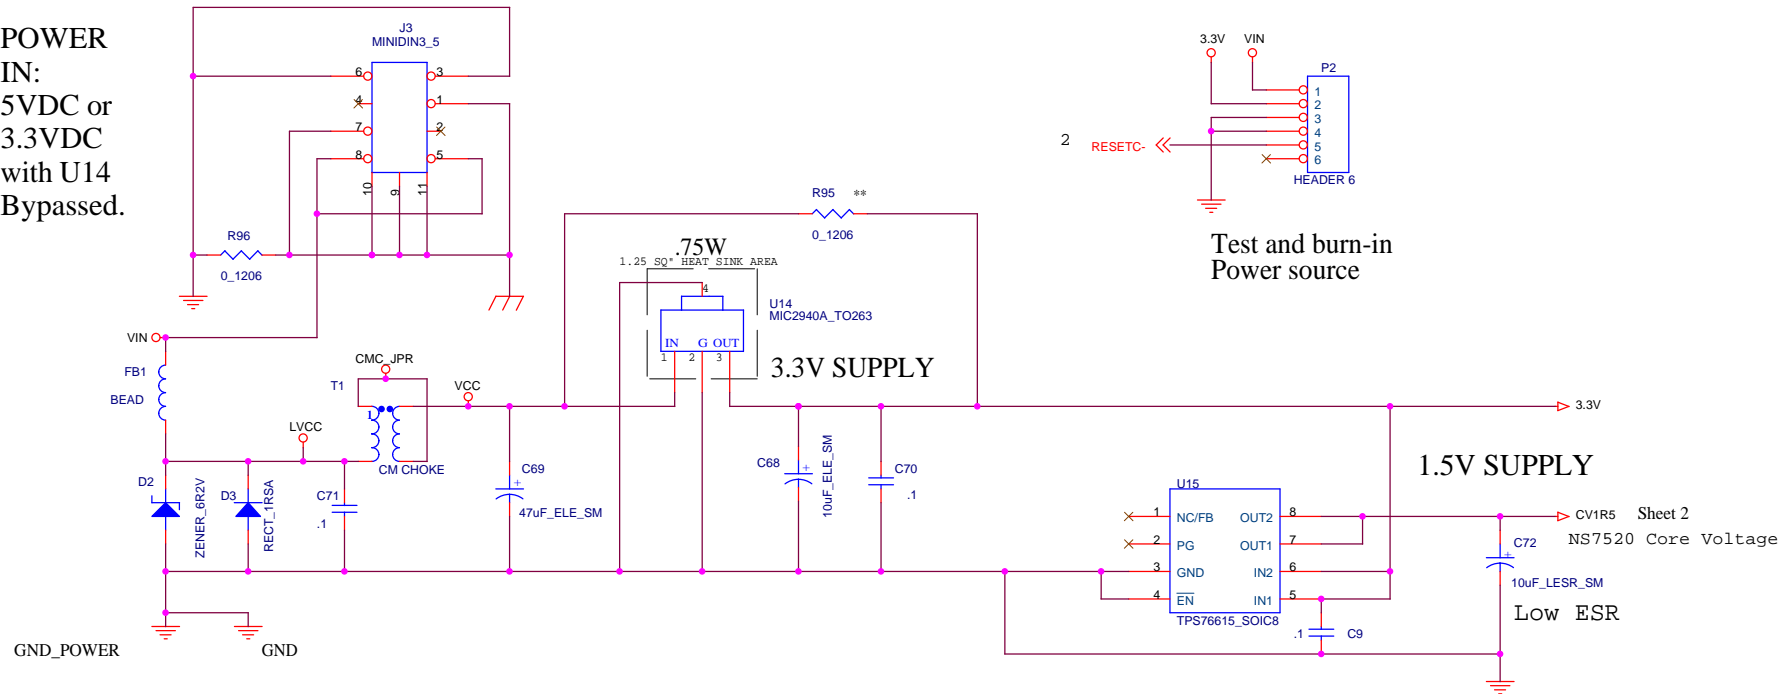 POWER
IN:
5VDC or
3.3VDC
with U14
Bypassed.
J3
MINIDIN3_5
6
3
4
1
7
2
8
5
10
9
11
R96
0_1206
3.3V
VIN
P2
1
2
3
4
5
6
2
RESETC-
HEADER 6
Test and burn-in
Power source
R95
**
0_1206
.75W
1.25 SQ" HEAT SINK AREA
4
U14
MIC2940A_TO263
IN
G
OUT
1
2
3
3.3V SUPPLY
VIN
FB1
BEAD
CMC_JPR
T1
1
VCC
LVCC
CM CHOKE
3.3V
D2
ZENER_6R2V
D3
RECT_1RSA
C71
.1
C69
+
47uF_ELE_SM
C68
+
10uF_ELE_SM
C70
.1
1.5V SUPPLY
U15
1
NC/FB
OUT2
8
2
PG
OUT1
7
3
GND
IN2
6
4
EN
IN1
5
TPS76615_SOIC8
CV1R5
Sheet 2
NS7520 Core Voltage
C72
+
10uF_LESR_SM
Low ESR
.1
C9
GND_POWER
GND